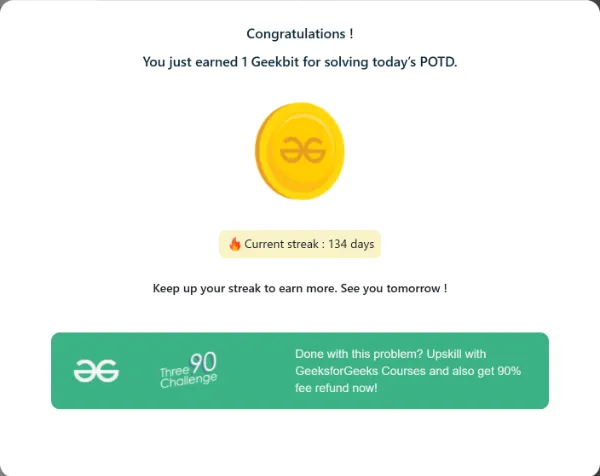 Congratulations !
You just earned 1 Geekbit for solving today's POTD.
Current streak : 134 days
Keep up your streak to earn more. See you tomorrow !
Three 90
Challenge
Done with this problem? Upskill with
GeeksforGeeks Courses and also get 90%
fee refund now!